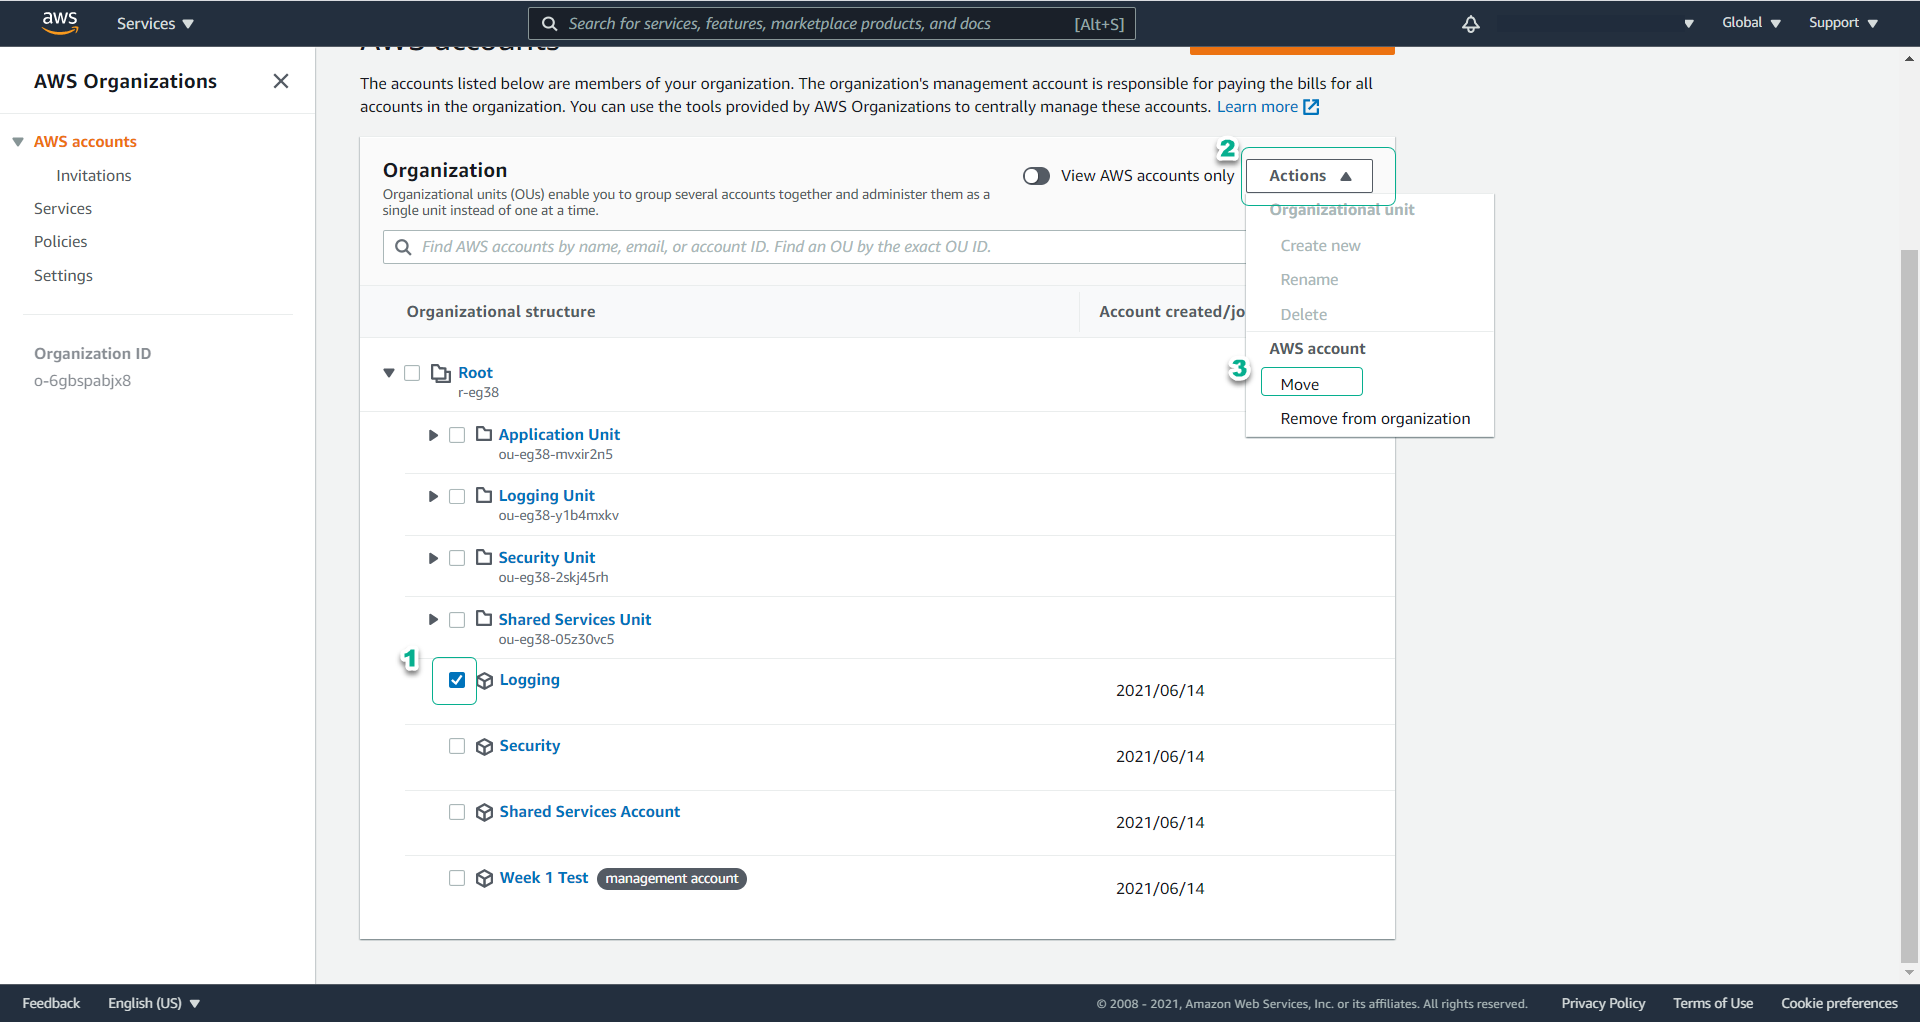 aws
Services
Search for services, features, marketplace products, and docs
[Alt+S]
Global
Support
AWS Organizations
AWS accounts
Invitations
Services
Policies
Settings
Organization ID
o-6gbspabjx8
AWS accounts
The accounts listed below are members of your organization. The organization's management account is responsible for paying the bills for all
accounts in the organization. You can use the tools provided by AWS Organizations to centrally manage these accounts. Learn more
Organization
Organizational units (OUs) enable you to group several accounts together and administer them as a
single unit instead of one at a time.
View AWS accounts only
2
Actions
Find AWS accounts by name, email, or account ID. Find an OU by the exact OU ID.
Organizational unit
Create new
Rename
Delete
AWS account
3
Move
Remove from organization
Organizational structure
Account created/jo
Root
r-eg38
Application Unit
ou-eg38-mvxir2n5
Logging Unit
ou-eg38-y1b4mxkv
Security Unit
ou-eg38-2skj45rh
Shared Services Unit
ou-eg38-05z30vc5
1
Logging
2021/06/14
Security
2021/06/14
Shared Services Account
2021/06/14
Week 1 Test management account
2021/06/14
Feedback
English (US)
© 2008 - 2021, Amazon Web Services, Inc. or its affiliates. All rights reserved.
Privacy Policy
Terms of Use
Cookie preferences